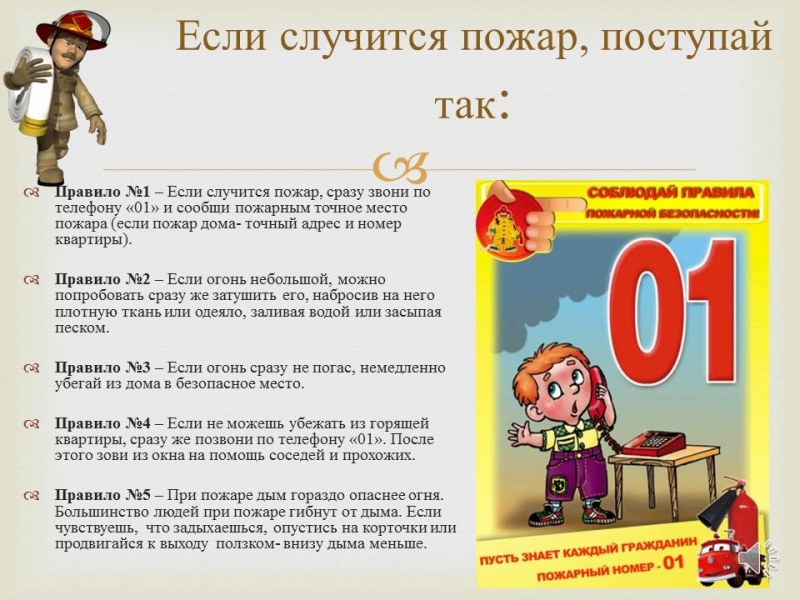 Если случится пожар, поступай
так:
Правило №1 – Если случится пожар, сразу звони по
телефону «01» и сообщи пожарным точное место
пожара (если пожар дома- точный адрес и номер
квартиры).
Правило №2 – Если огонь небольшой, можно
попробовать сразу же затушить его, набросив на него
плотную ткань или одеяло, заливая водой или засыпая
песком.
Правило №3 – Если огонь сразу не погас, немедленно
убегай из дома в безопасное место.
Правило №4 – Если не можешь убежать из горящей
квартиры, сразу же позвони по телефону «01». После
этого зови из окна на помощь соседей и прохожих.
Правило №5 – При пожаре дым гораздо опаснее огня.
Большинство людей при пожаре гибнут от дыма. Если
чувствуешь, что задыхаешься, опустись на корточки или
продвигайся к выходу ползком- внизу дыма меньше.
СОБЛЮДАЙ ПРАВИЛА
ПОЖАРНОЙ БЕЗОПАСНОСТИ!
01
ПУСТЬ ЗНАЕТ КАЖДЫЙ ГРАЖДАНИН
ПОЖАРНЫЙ НОМЕР - 01